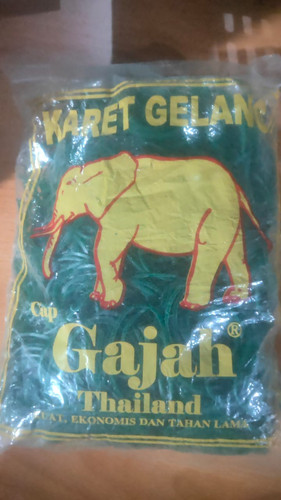 KARET GELANG
Cap
Gajah®
Thailand
KUAT, EKONOMIS DAN TAHAN LAMA